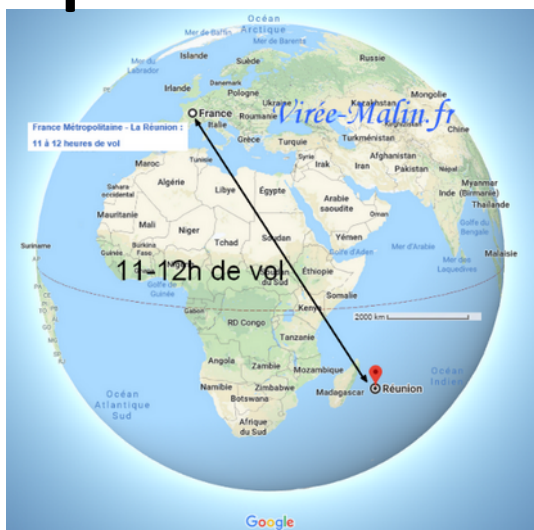 Océan
Arctique
Mer de Baffin
Mer de Barents
Islande
Mer du
Labrador
Suède
Russie
Irlande
Danemark
Pologne
Mongolie
France
Ukraine
Kazakhstan
Virée-Malin.fr
Roumanie
Italie
Chine
France Métropolitaine - La Réunion :
11 à 12 heures de vol
Grèce
Turquie
Turkménistan
Maroc
Tunisie
Syrie
Irak
Iran
Afghanistan
Pakistan
Népal
Sahara
occidental
Algérie
Libye
Égypte
Arabie
saoudite
Inde
Myanmar
(Birmanie)
Oman
Thaïlande
Mauritanie
Mali
Niger
Tchad
Soudan
Yémen
Mer d'Arabie
Golfe du
Bengale
Suriname
Guinée
Burkina
Faso
Golfe d'Aden
Mer des
Laquedives
Malaisie
11-12h de vol
Soudan
du Sud
Éthiopie
Golfe de
Guinée
Somalie
Gabon
Kenya
2000 km
RD Congo
Tanzanie
Angola
Zambie
Mozambique
Océan
Indien
Namibie
Zimbabwe
Madagascar
Réunion
Océan
Atlantique
Sud
Botswana
Afrique
du Sud
Google